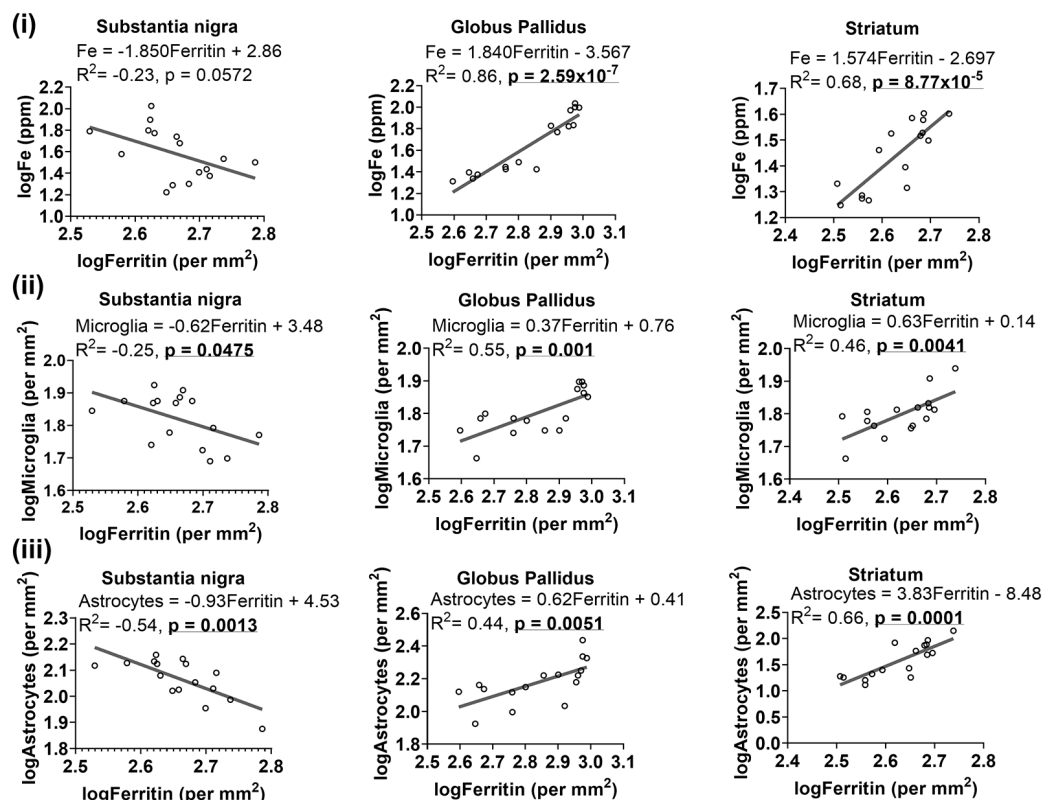 (i)
Substantia nigra
Fe = -1.850Ferritin + 2.86
R²= -0.23, p = 0.0572
logFe (ppm)
2.2
2.0
1.8
1.6
1.4
1.2
1.0
2.5 2.6 2.7 2.8
logFerritin (per mm²)
Globus Pallidus
Fe = 1.840Ferritin - 3.567
R²= 0.86, p = 2.59x10⁻⁷
logFe (ppm)
2.2
2.0
1.8
1.6
1.4
1.2
1.0
2.5 2.6 2.7 2.8 2.9 3.0 3.1
logFerritin (per mm²)
Striatum
Fe = 1.574Ferritin - 2.697
R²= 0.68, p = 8.77x10⁻⁵
logFe (ppm)
1.7
1.6
1.5
1.4
1.3
1.2
2.4 2.5 2.6 2.7 2.8
logFerritin (per mm²)
(ii)
Substantia nigra
Microglia = -0.62Ferritin + 3.48
R²= -0.25, p = 0.0475
logMicroglia (per mm²)
2.0
1.9
1.8
1.7
1.6
2.5 2.6 2.7 2.8
logFerritin (per mm²)
Globus Pallidus
Microglia = 0.37Ferritin + 0.76
R²= 0.55, p = 0.001
logMicroglia (per mm²)
2.0
1.9
1.8
1.7
1.6
2.5 2.6 2.7 2.8 2.9 3.0 3.1
logFerritin (per mm²)
Striatum
Microglia = 0.63Ferritin + 0.14
R²= 0.46, p = 0.0041
logMicroglia (per mm²)
2.0
1.9
1.8
1.7
1.6
2.4 2.5 2.6 2.7 2.8
logFerritin (per mm²)
(iii)
Substantia nigra
Astrocytes = -0.93Ferritin + 4.53
R²= -0.54, p = 0.0013
logAstrocytes (per mm²)
2.3
2.2
2.1
2.0
1.9
1.8
2.5 2.6 2.7 2.8
logFerritin (per mm²)
Globus Pallidus
Astrocytes = 0.62Ferritin + 0.41
R²= 0.44, p = 0.0051
logAstrocytes (per mm²)
2.6
2.4
2.2
2.0
1.8
2.5 2.6 2.7 2.8 2.9 3.0 3.1
logFerritin (per mm²)
Striatum
Astrocytes = 3.83Ferritin - 8.48
R²= 0.66, p = 0.0001
logAstrocytes (per mm²)
2.5
2.0
1.5
1.0
0.5
0.0
2.4 2.5 2.6 2.7 2.8
logFerritin (per mm²)